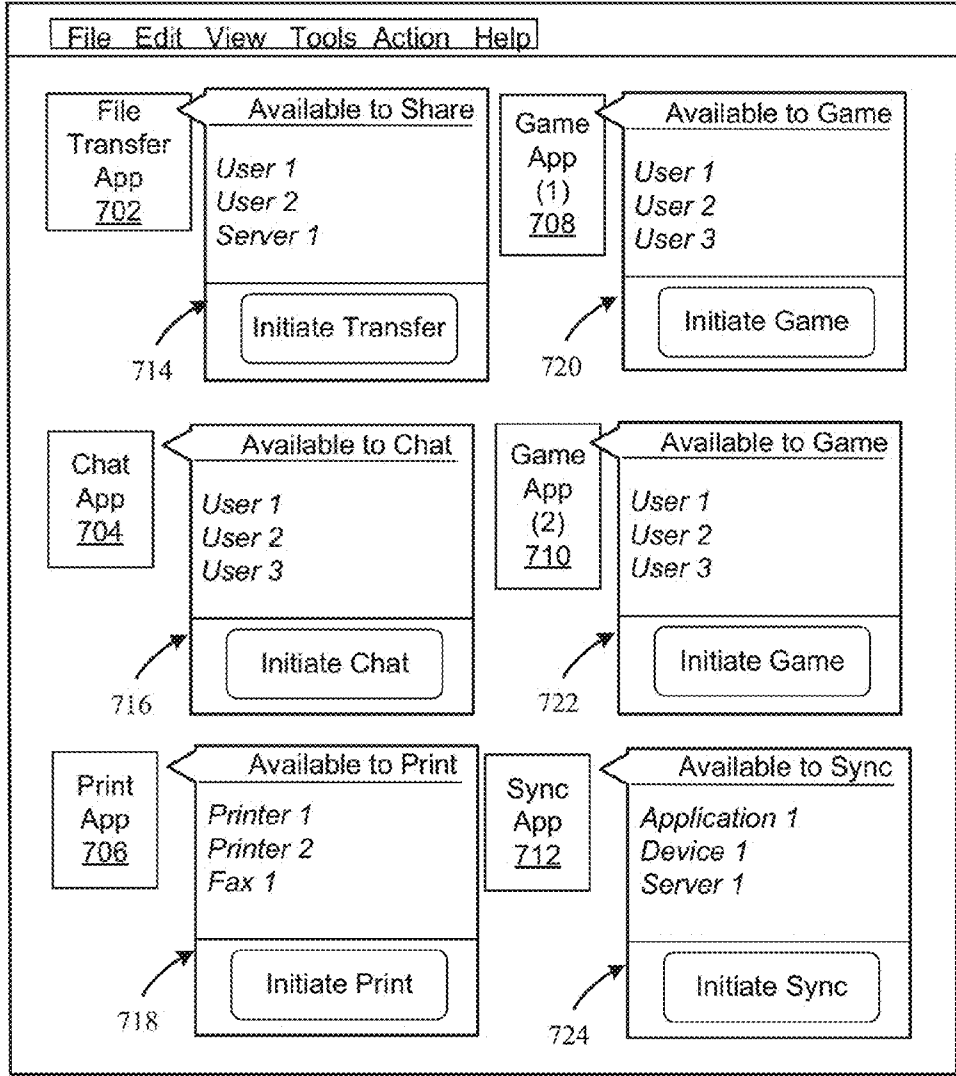 File Edit View Tools Action Help
File
Transfer
App
702
Available to Share
User 1
User 2
Server 1
Initiate Transfer
714
Game
App
(1)
708
Available to Game
User 1
User 2
User 3
Initiate Game
720
Chat
App
704
Available to Chat
User 1
User 2
User 3
Initiate Chat
716
Game
App
(2)
710
Available to Game
User 1
User 2
User 3
Initiate Game
722
Print
App
706
Available to Print
Printer 1
Printer 2
Fax 1
Initiate Print
718
Sync
App
712
Available to Sync
Application 1
Device 1
Server 1
Initiate Sync
724